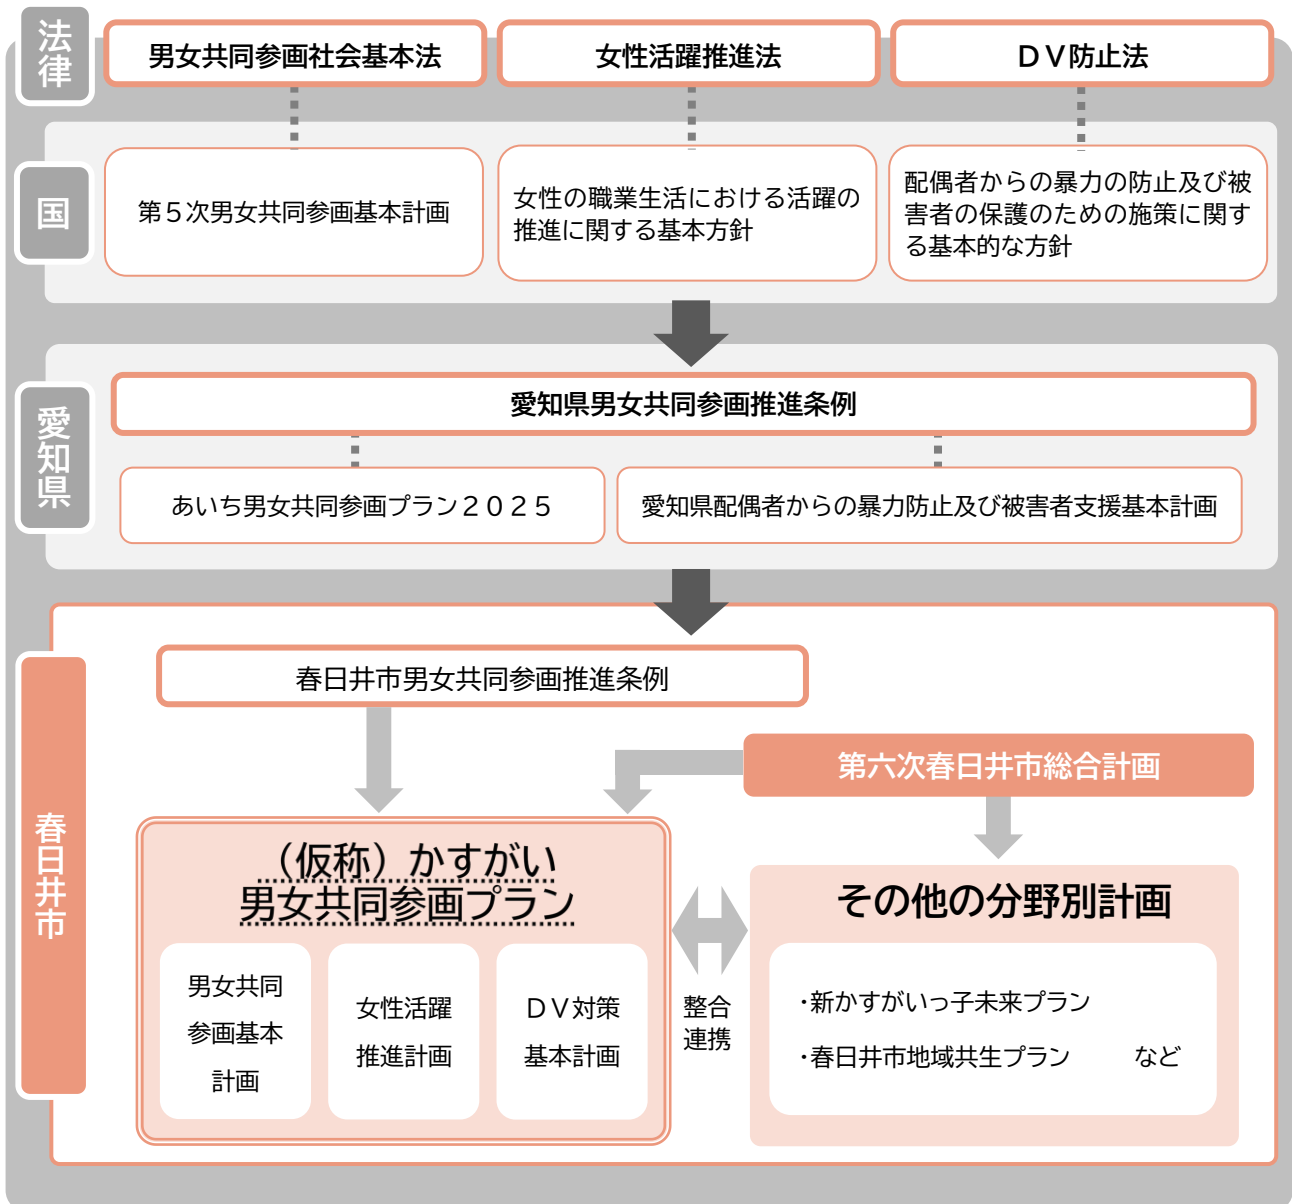 法律
男女共同参画社会基本法
女性活躍推進法
ＤＶ防止法
国
第５次男女共同参画基本計画
女性の職業生活における活躍の
推進に関する基本方針
配偶者からの暴力の防止及び被
害者の保護のための施策に関す
る基本的な方針
愛知県
愛知県男女共同参画推進条例
あいち男女共同参画プラン２０２５
愛知県配偶者からの暴力防止及び被害者支援基本計画
春日井市
春日井市男女共同参画推進条例
第六次春日井市総合計画
（仮称）かすがい
男女共同参画プラン
男女共同
参画基本
計画
女性活躍
推進計画
ＤＶ対策
基本計画
整合
連携
その他の分野別計画
・新かすがいっ子未来プラン
・春日井市地域共生プラン　　など